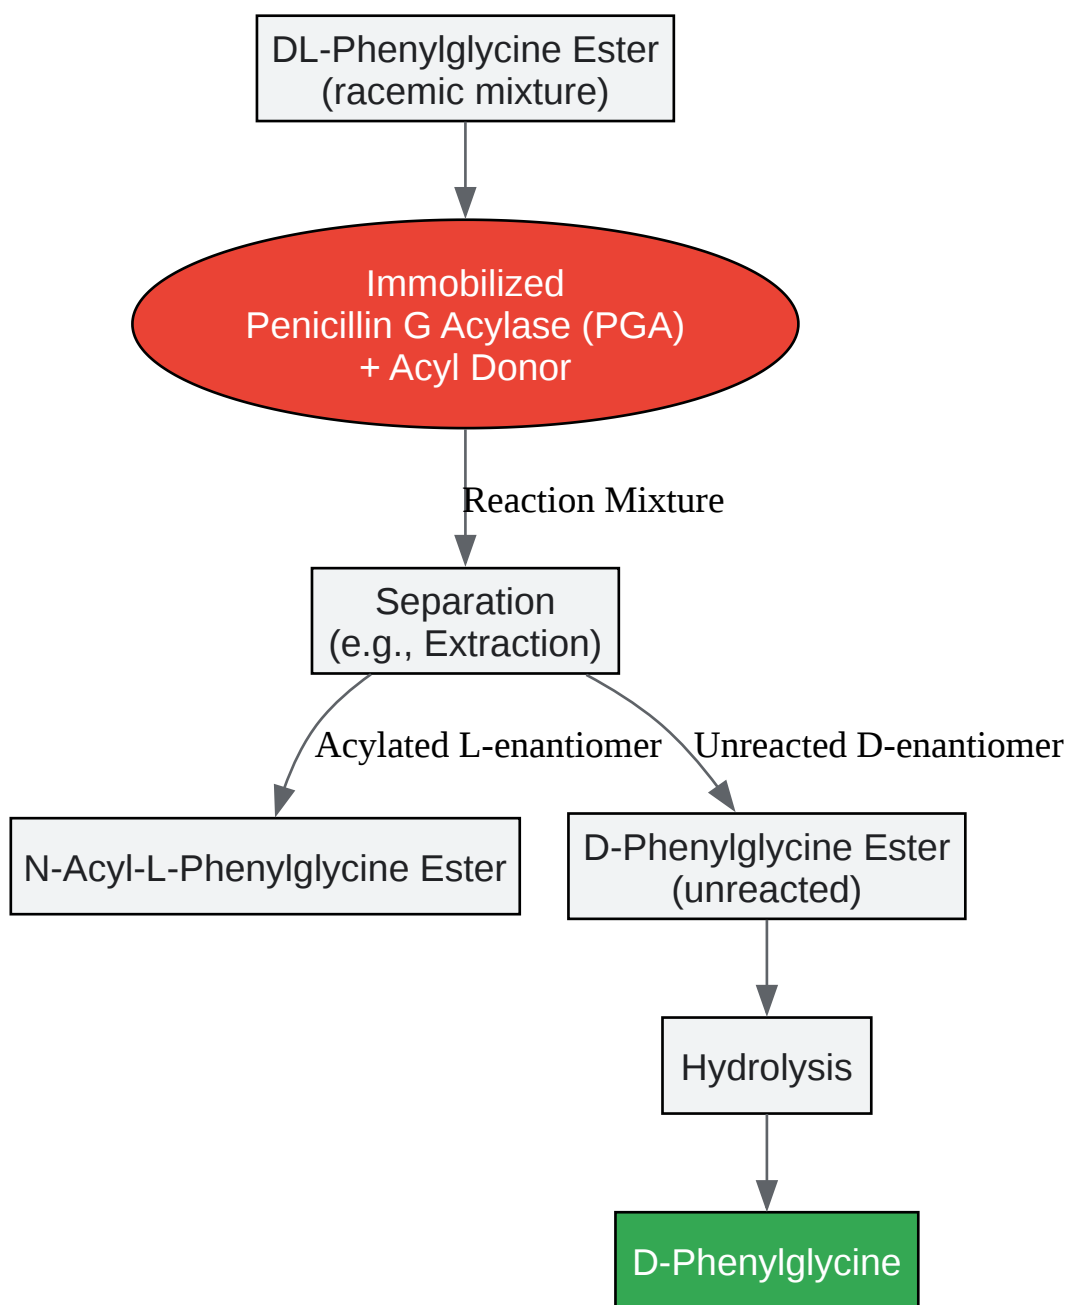 DL-Phenylglycine Ester
(racemic mixture)
Immobilized
Penicillin G Acylase (PGA)
+ Acyl Donor
Reaction Mixture
Separation
(e.g., Extraction)
Acylated L-enantiomer
Unreacted D-enantiomer
N-Acyl-L-Phenylglycine Ester
D-Phenylglycine Ester
(unreacted)
Hydrolysis
D-Phenylglycine